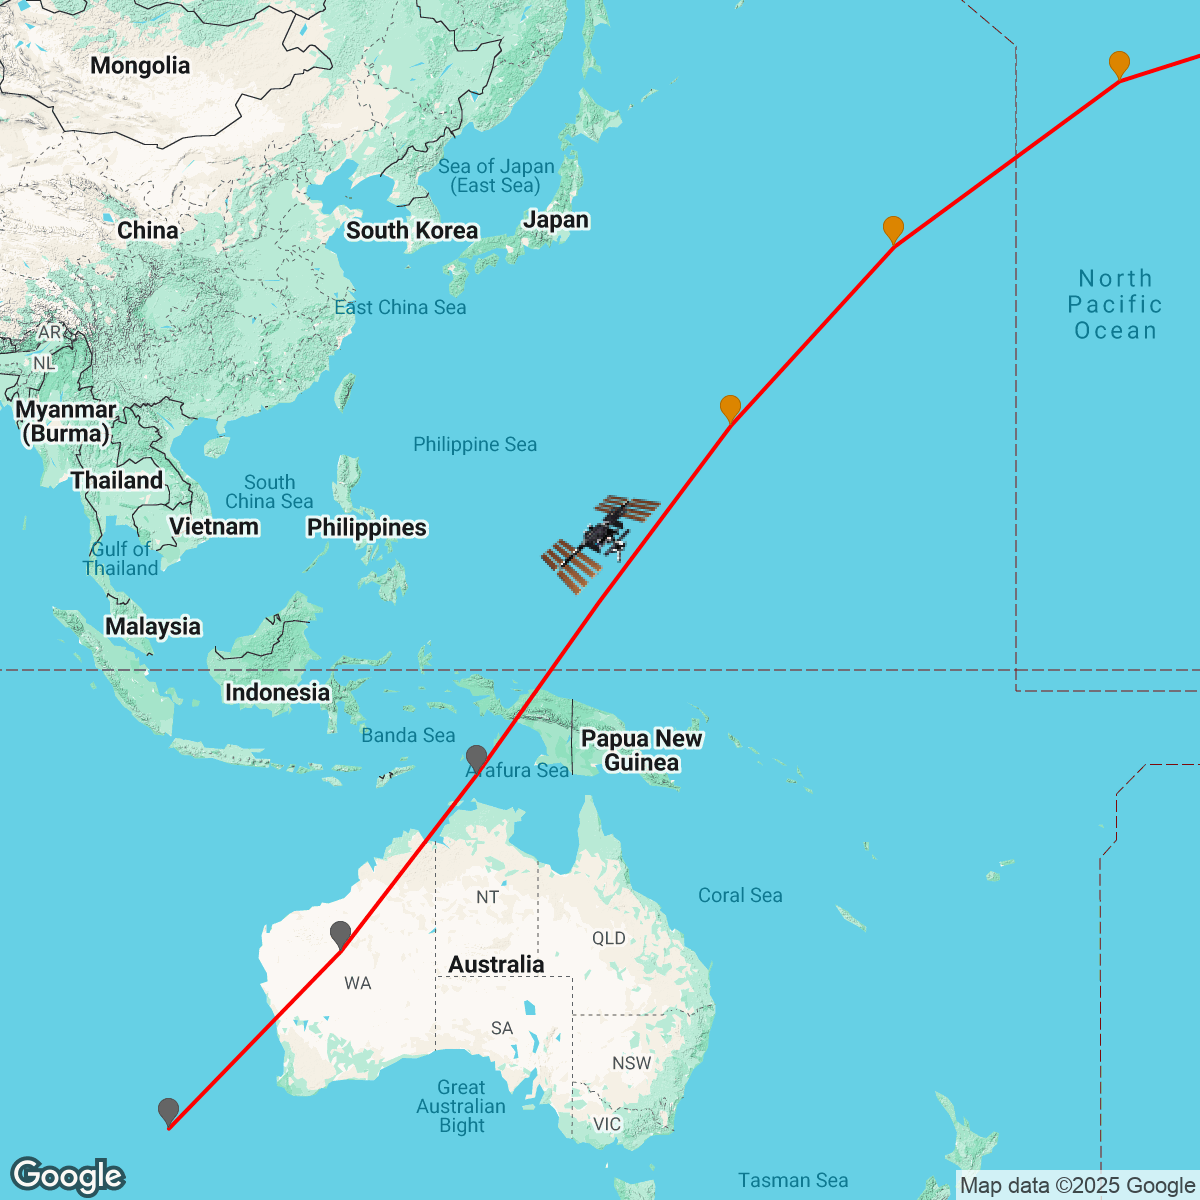 Mongolia
Sea of Japan
(East Sea)
Japan
China
South Korea
North
Pacific
Ocean
East China Sea
AR
NL
Myanmar
(Burma)
Philippine Sea
Thailand
South
China Sea
Vietnam
Philippines
Gulf of
Thailand
Malaysia
Indonesia
Banda Sea
Papua New
Guinea
Arafura Sea
NT
Coral Sea
QLD
Australia
WA
SA
NSW
Great
Australian
Bight
VIC
Tasman Sea
Google
Map data ©2025 Google